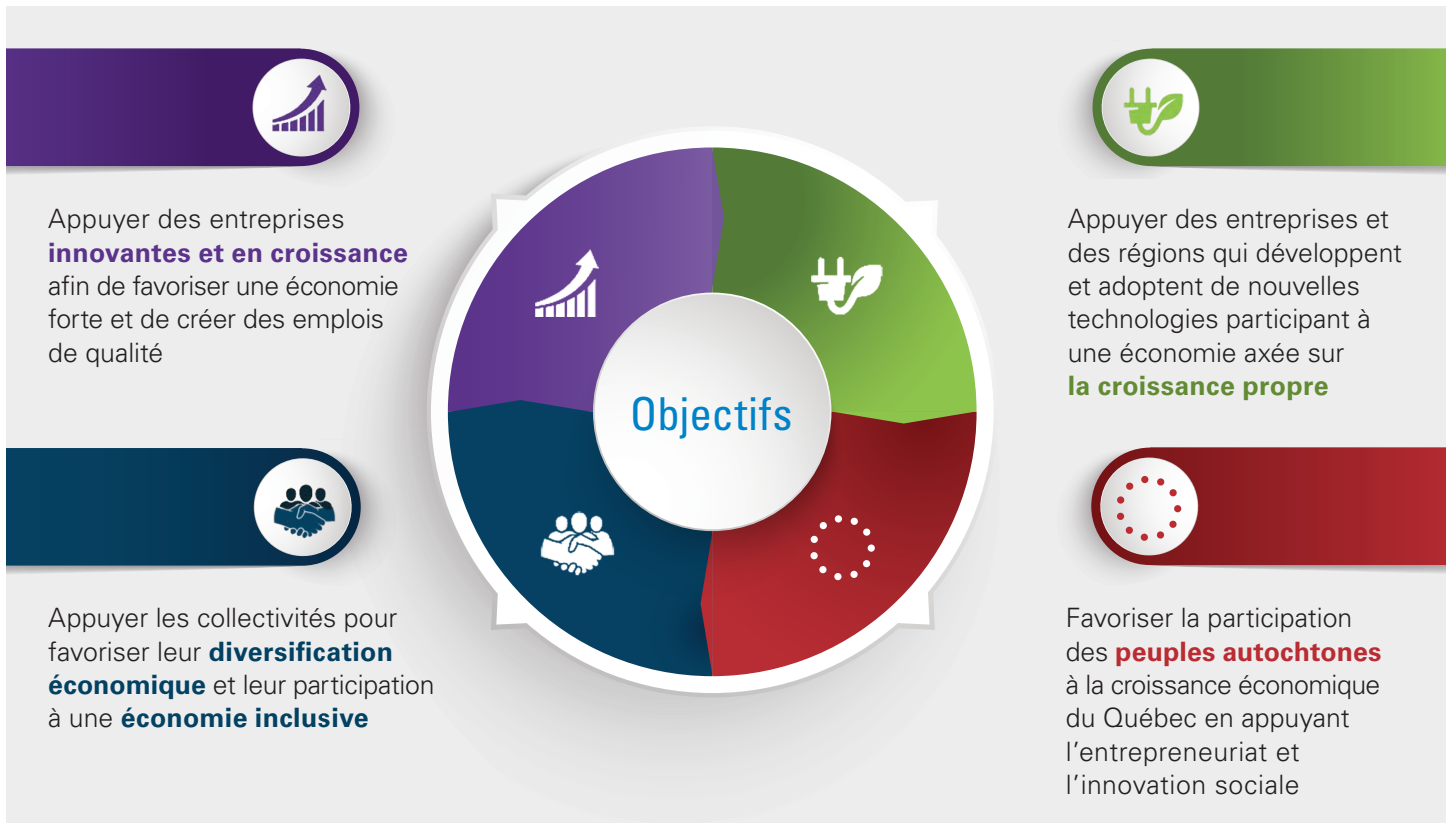 Appuyer des entreprises
innovantes et en croissance
afin de favoriser une économie
forte et de créer des emplois
de qualité
Appuyer des entreprises et
des régions qui développent
et adoptent de nouvelles
technologies participant à
une économie axée sur
la croissance propre
Objectifs
Appuyer les collectivités pour
favoriser leur diversification
économique et leur participation
à une économie inclusive
Favoriser la participation
des peuples autochtones
à la croissance économique
du Québec en appuyant
l'entrepreneuriat et
l'innovation sociale